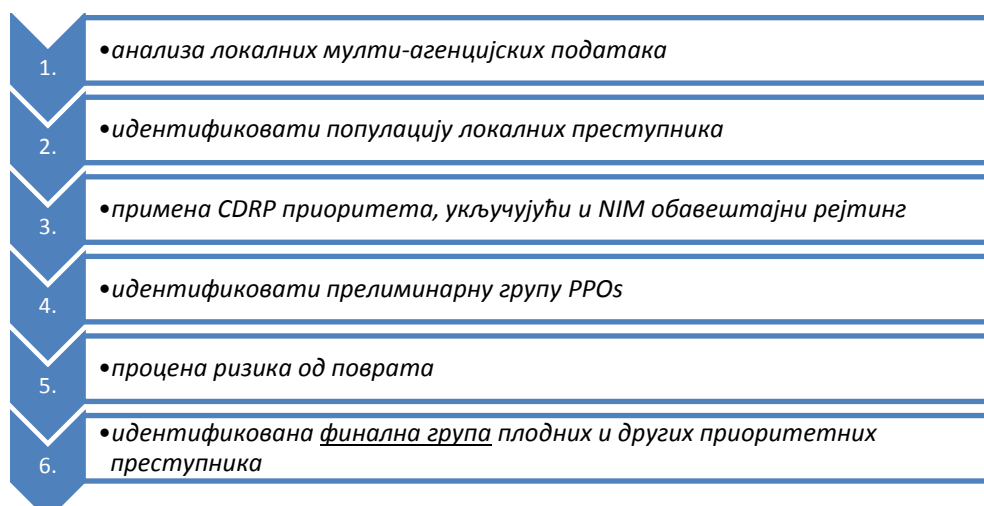 1.
•анализа локалних мулти-агенцијских података
2.
•идентификовати популацију локалних преступника
3.
•примена CDRP приоритета, укључујући и NIM обавештајни рејтинг
4.
•идентификовати прелиминарну групу PPOs
5.
•процена ризика од поврата
6.
•идентификована финална група плодних и других приоритетних
преступника